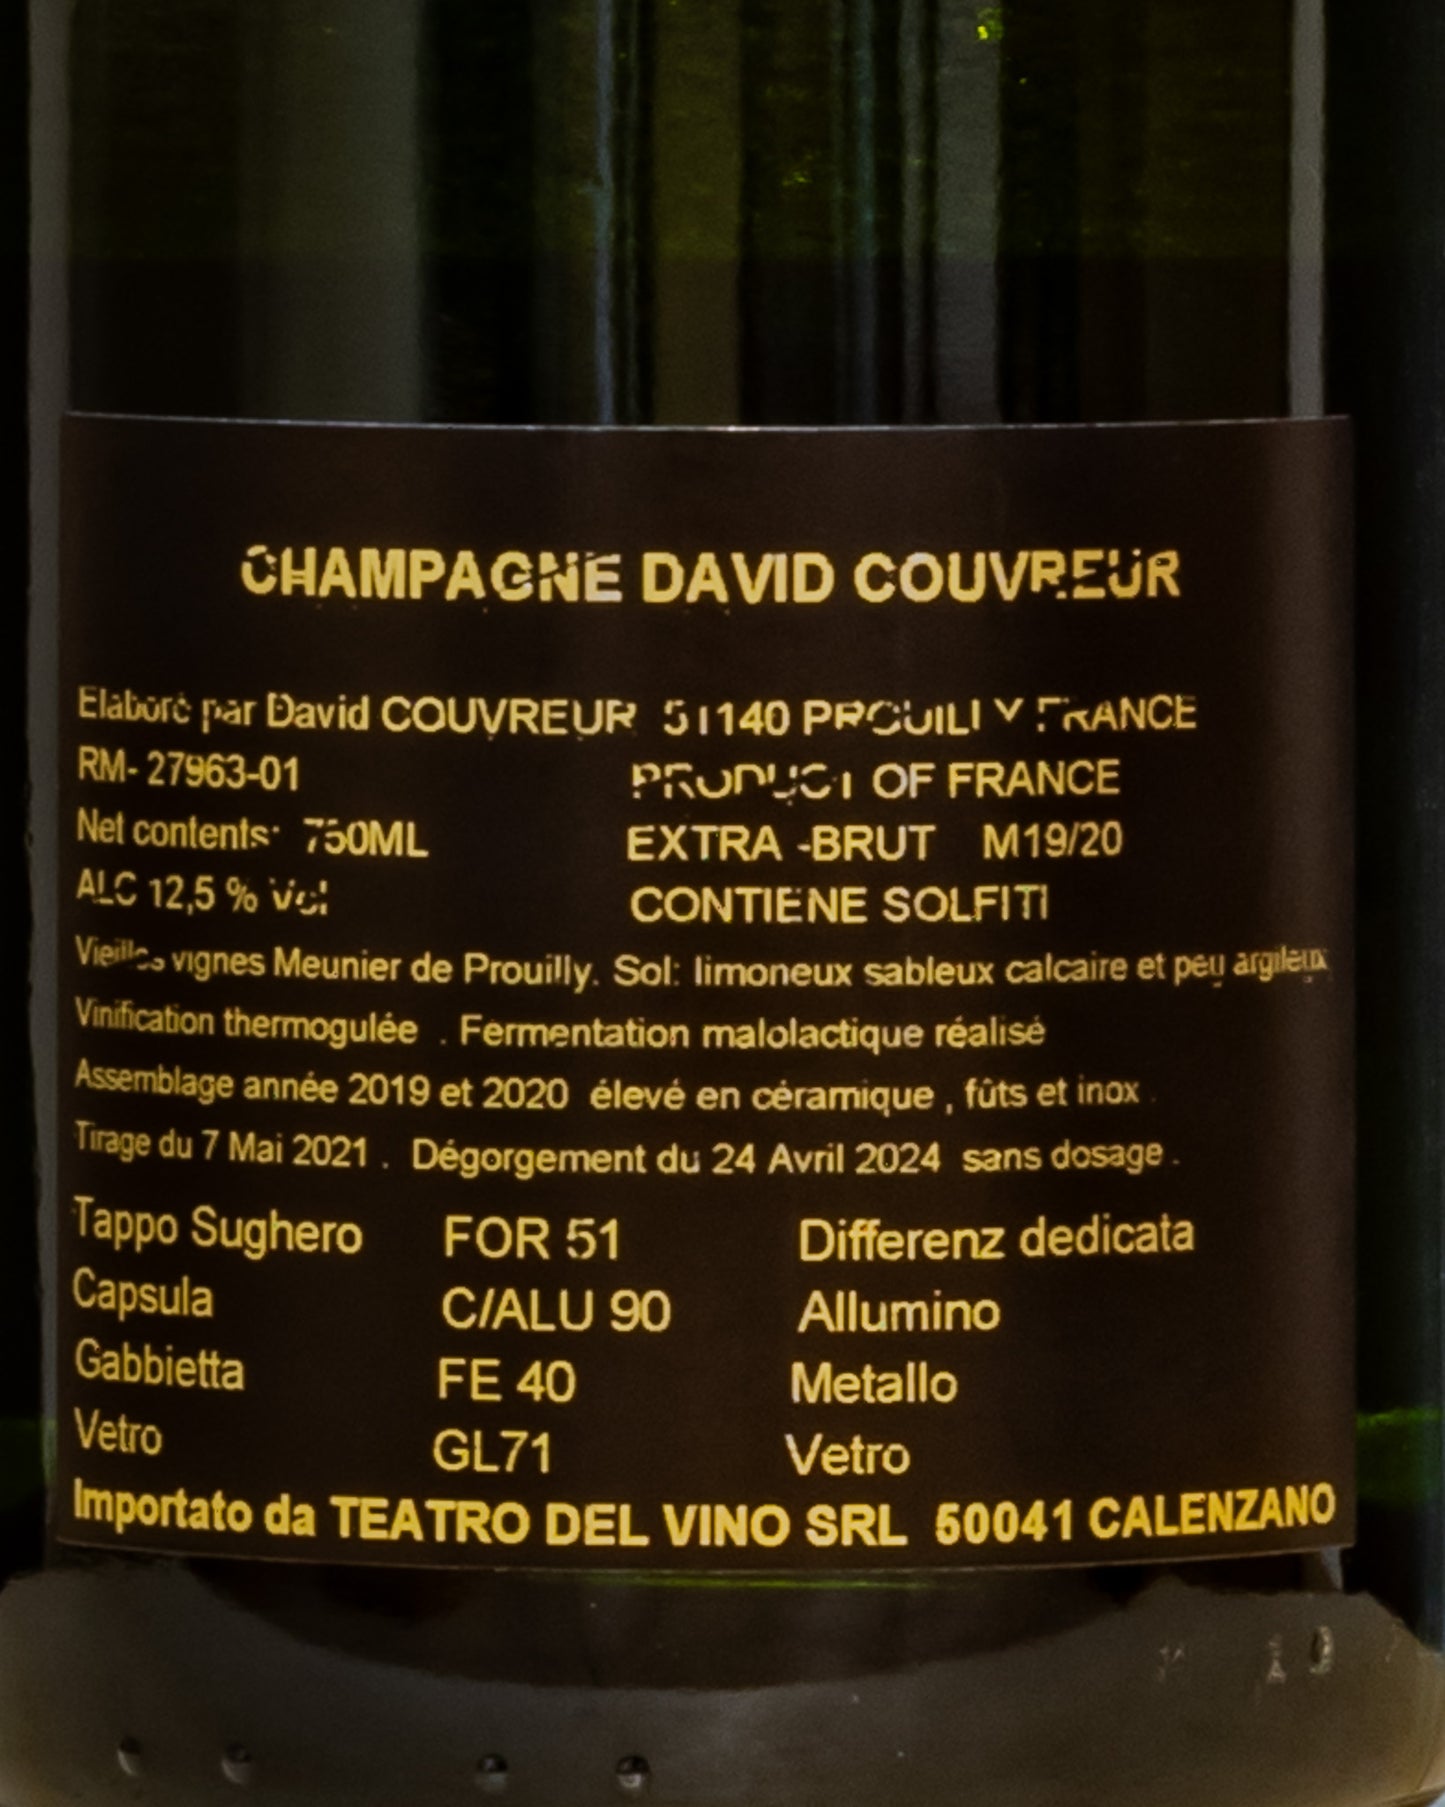 CHAMPAGNE DAVID COUVREUR
Elaboré par David COUVREUR 51140 PROUILLY FRANCE
RM- 27963-01 PRODUCT OF FRANCE
Net contents: 750ML EXTRA -BRUT M19/20
ALC 12,5 % Vol CONTIENE SOLFITI
Vieilles vignes Meunier de Prouilly. Sol: limoneux sableux calcaire et peu argileux
Vinification thermogulée . Fermentation malolactique réalisé
Assemblage année 2019 et 2020 élevé en céramique , fûts et inox .
Tirage du 7 Mai 2021 . Dégorgement du 24 Avril 2024 sans dosage .
Tappo Sughero FOR 51 Differenz dedicata
Capsula C/ALU 90 Allumino
Gabbietta FE 40 Metallo
Vetro GL71 Vetro
Importato da TEATRO DEL VINO SRL 50041 CALENZANO